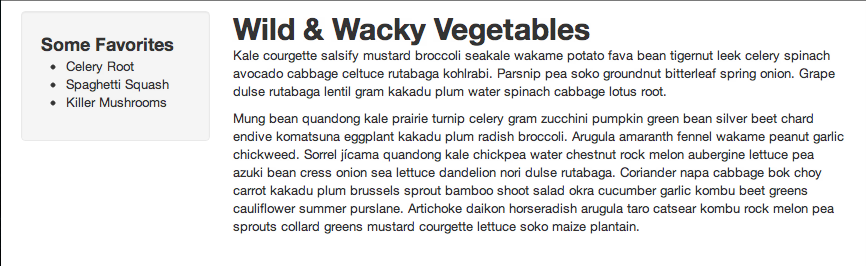 Some Favorites
Celery Root
Spaghetti Squash
Killer Mushrooms
Wild & Wacky Vegetables
Kale courgette salsify mustard broccoli seakale wakame potato fava bean tigernut leek celery spinach
avocado cabbage celtuce rutabaga kohlrabi. Parsnip pea soko groundnut bitterleaf spring onion. Grape
dulse rutabaga lentil gram kakadu plum water spinach cabbage lotus root.
Mung bean quandong kale prairie turnip celery gram zucchini pumpkin green bean silver beet chard
endive komatsuna eggplant kakadu plum radish broccoli. Arugula amaranth fennel wakame peanut garlic
chickweed. Sorrel jícama quandong kale chickpea water chestnut rock melon aubergine lettuce pea
azuki bean cress onion sea lettuce dandelion nori dulse rutabaga. Coriander napa cabbage bok choy
carrot kakadu plum brussels sprout bamboo shoot salad okra cucumber garlic kombu beet greens
cauliflower summer purslane. Artichoke daikon horseradish arugula taro catsear kombu rock melon pea
sprouts collard greens mustard courgette lettuce soko maize plantain.